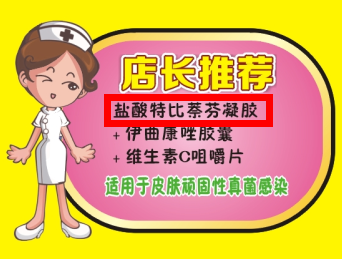 店长推荐
盐酸特比萘芬凝胶
+ 伊曲康唑胶囊
+ 维生素C咀嚼片
适用于皮肤顽固性真菌感染